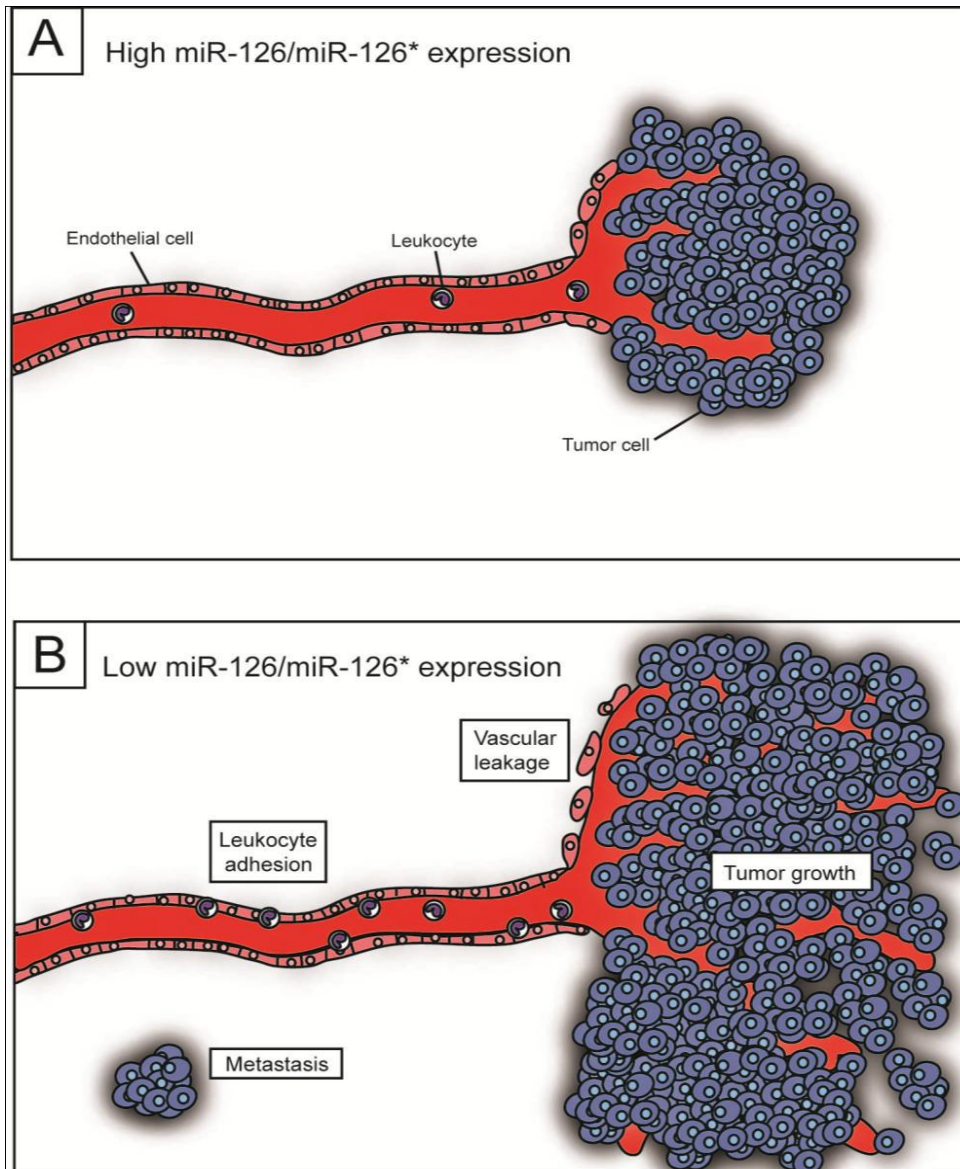 A
High miR-126/miR-126* expression
Endothelial cell
Leukocyte
Tumor cell
B
Low miR-126/miR-126* expression
Vascular
leakage
Leukocyte
adhesion
Tumor growth
Metastasis